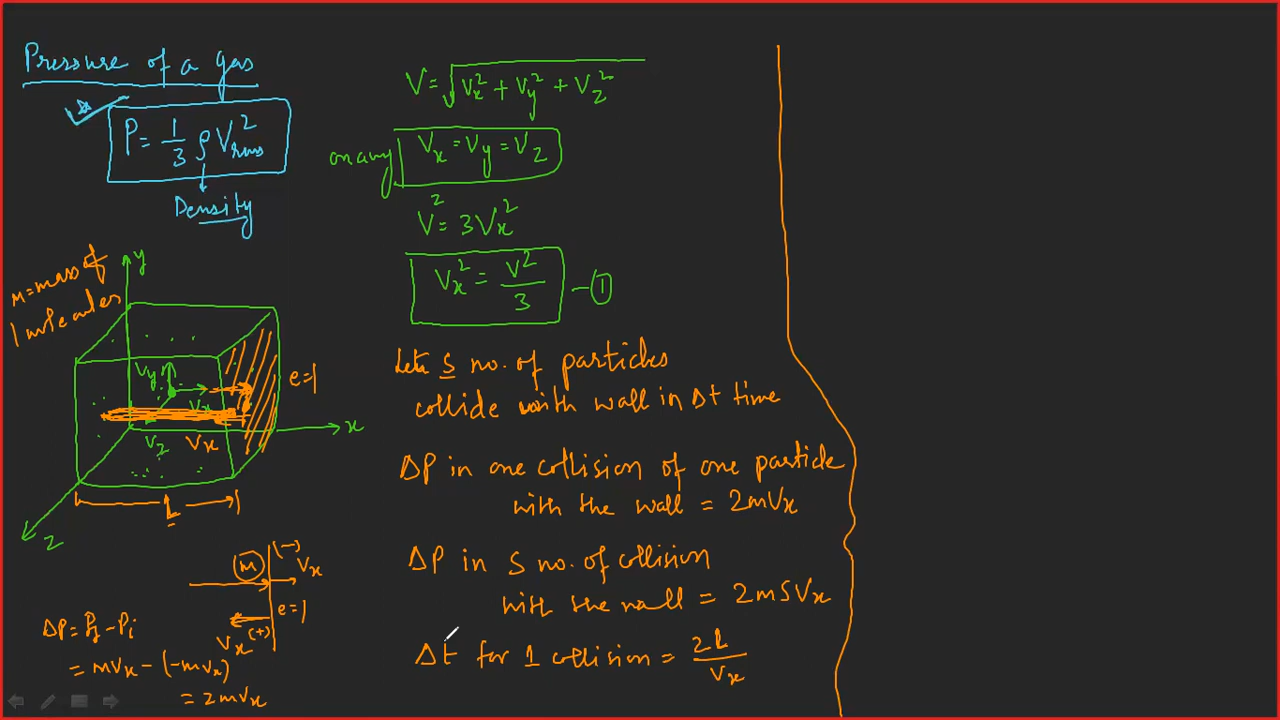 Pressure of a gas
P = 1/3 ρ V²rms
Density
m = mass of
1 molecules
y
Vy
Vx
Vz
Vx
e=1
x
z
L
m
(-)
Vx
e=1
Vx (+)
ΔP = Pf - Pi
= mVx - (-mVx)
= 2mVx
V = √Vx² + Vy² + Vz²
on avg
Vx = Vy = Vz
V² = 3Vx²
Vx² = V²/3 - ①
Let S no. of particles
collide with wall in Δt time
ΔP in one collision of one particle
with the wall = 2mVx
ΔP in S no. of collision
with the wall = 2mSVx
Δt for 1 collision = 2L/Vx